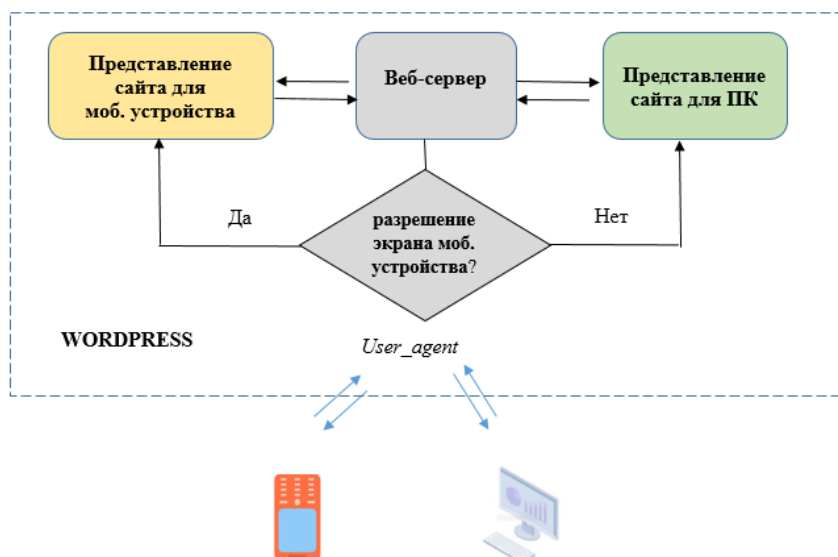 Представление
сайта для
моб. устройства
Веб-сервер
Представление
сайта для ПК
Да
разрешение
экрана моб.
устройства?
Нет
WORDPRESS
User_agent